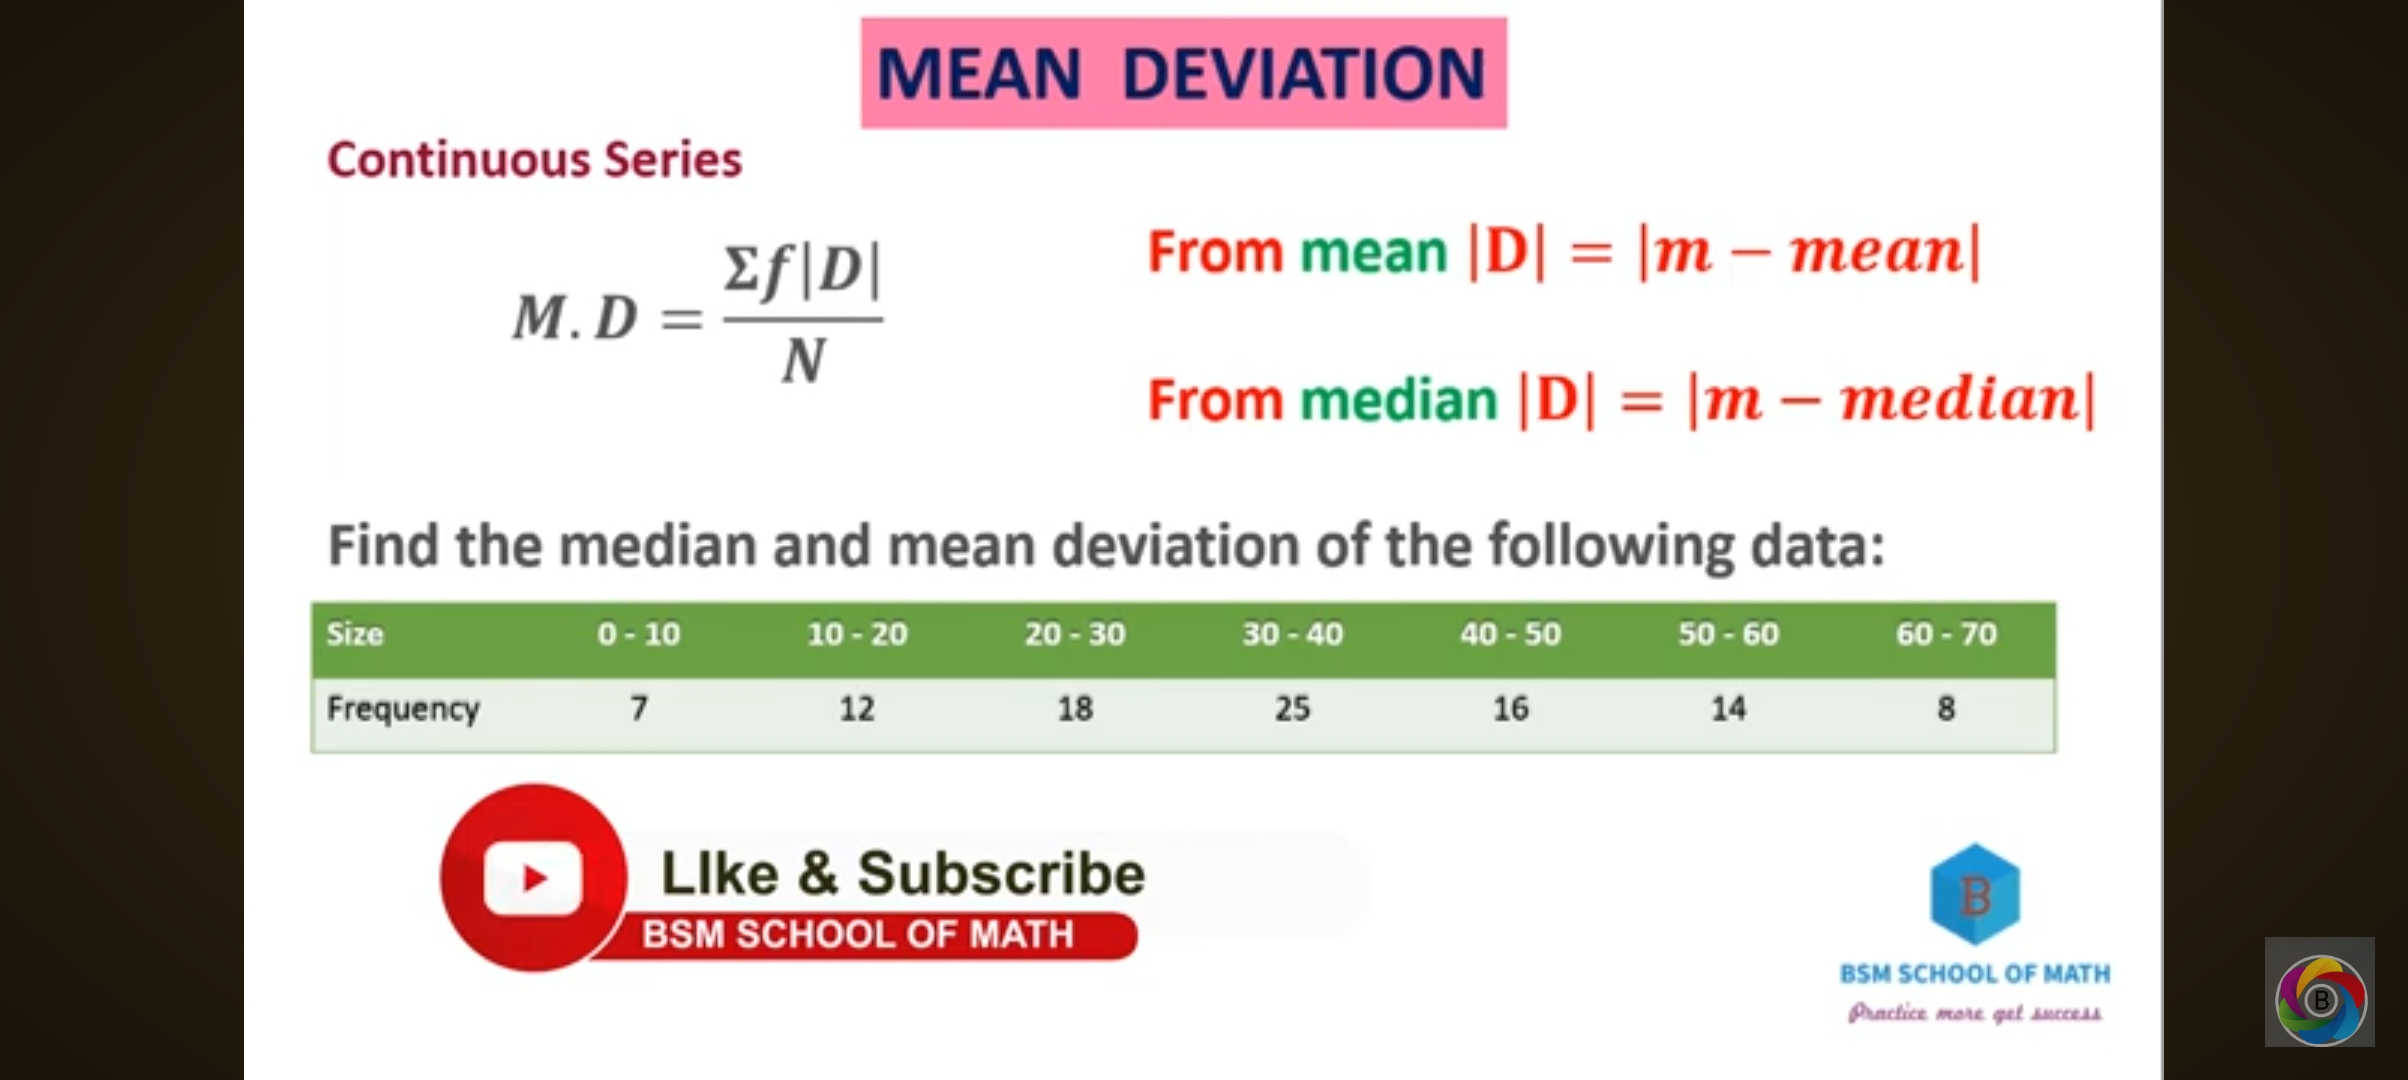 MEAN DEVIATION
Continuous Series
M.D = Σf|D| / N
From mean |D| = |m − mean|
From median |D| = |m − median|
Find the median and mean deviation of the following data:
Size 0 - 10 10 - 20 20 - 30 30 - 40 40 - 50 50 - 60 60 - 70
Frequency 7 12 18 25 16 14 8
LIke & Subscribe
BSM SCHOOL OF MATH
B
BSM SCHOOL OF MATH
Practice more get success
B